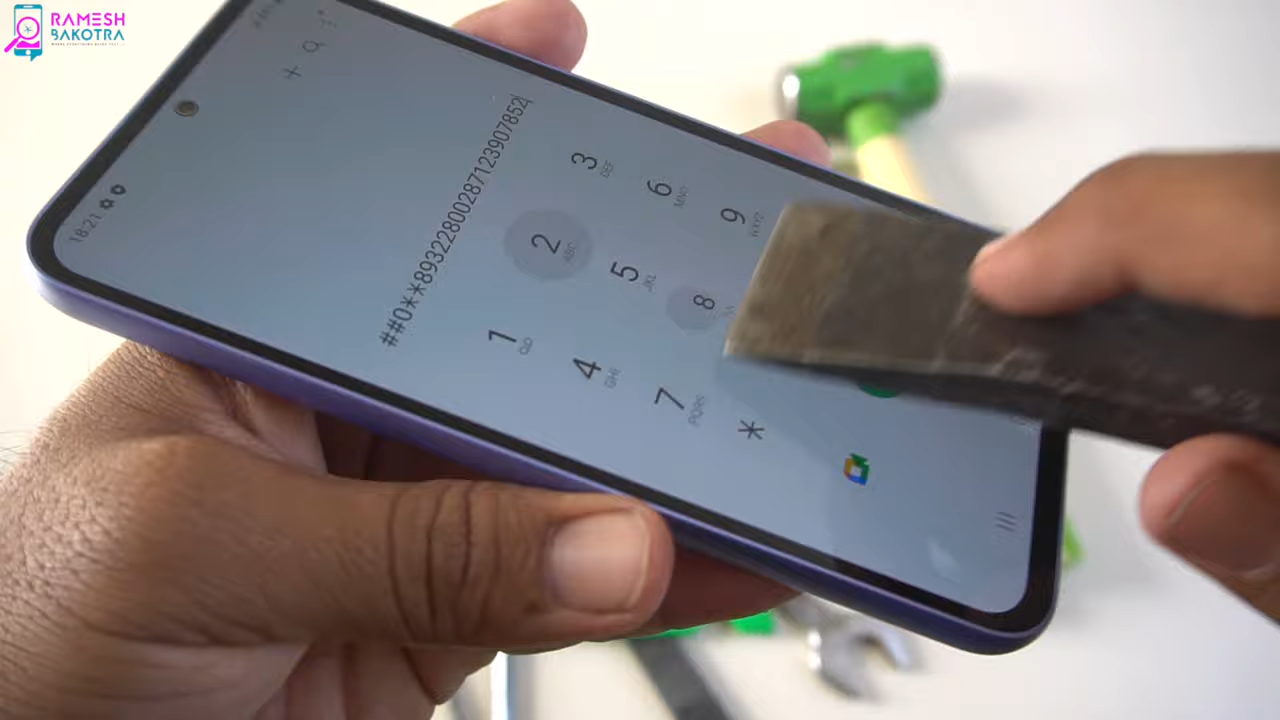 RAMESH
BAKOTRA
18:21
##0**89322800287123907852
1
2 ABC
3 DEF
4 GHI
5 JKL
6 MNO
7 PQRS
8
9 WXYZ
*